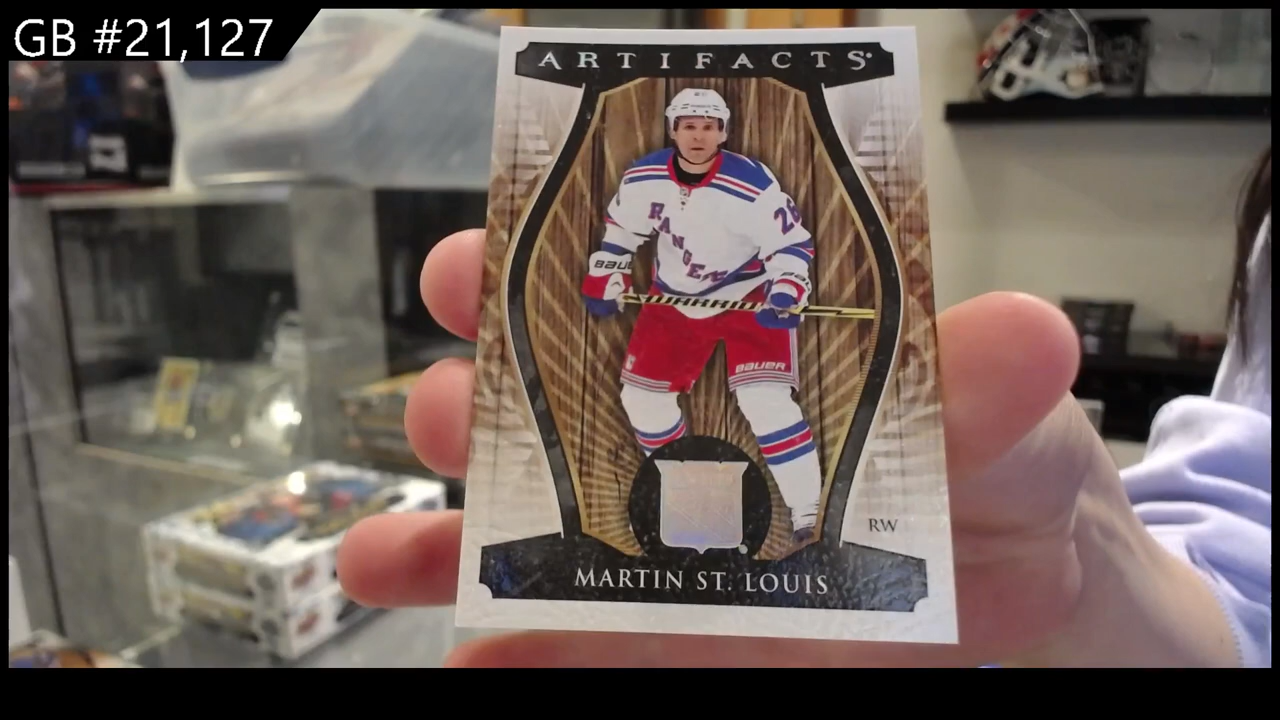 GB #21,127
ARTIFACTS
26
RANGERS
BAUER
WARRIOR
BAUER
RW
MARTIN ST. LOUIS